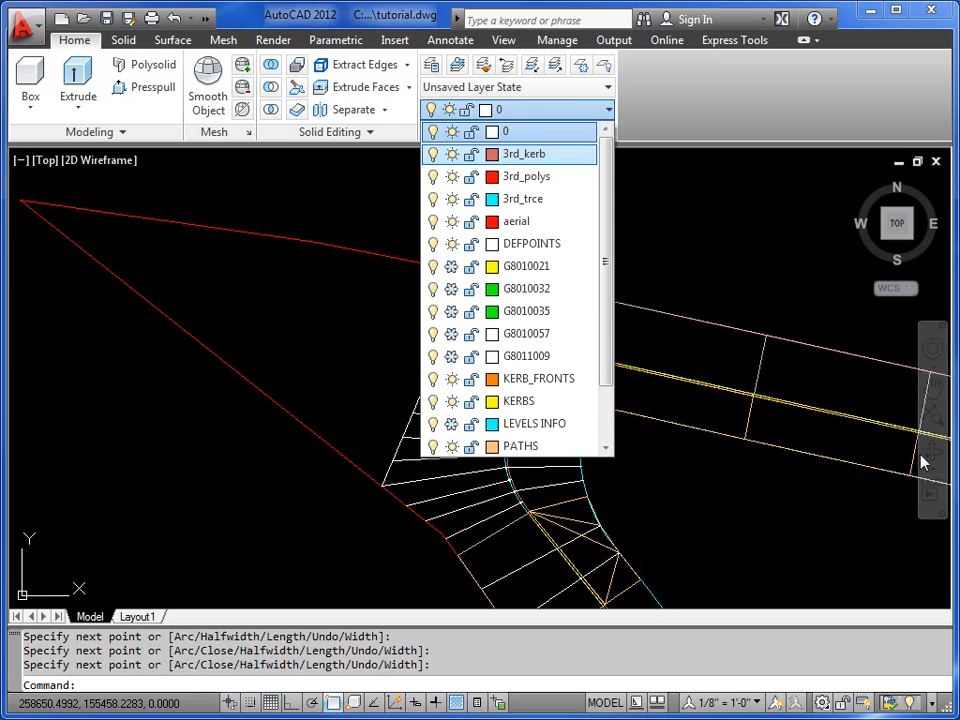 AutoCAD 2012 C:...\tutorial.dwg Type a keyword or phrase Sign In
Home Solid Surface Mesh Render Parametric Insert Annotate View Manage Output Online Express Tools
Box Extrude Polysolid Presspull Smooth Object Extract Edges Extrude Faces Separate Unsaved Layer State
0
Modeling Mesh Solid Editing
[−] [Top] [2D Wireframe]
0
3rd_kerb
3rd_polys
3rd_trce
aerial
DEFPOINTS
G8010021
G8010032
G8010035
G8010057
G8011009
KERB_FRONTS
KERBS
LEVELS INFO
PATHS
N
W TOP E
S
WCS
Y
X
Model Layout1
Specify next point or [Arc/Halfwidth/Length/Undo/Width]:
Specify next point or [Arc/Close/Halfwidth/Length/Undo/Width]:
Specify next point or [Arc/Close/Halfwidth/Length/Undo/Width]:
Command:
258650.4992, 155458.2283, 0.0000 MODEL 1/8" = 1'-0"